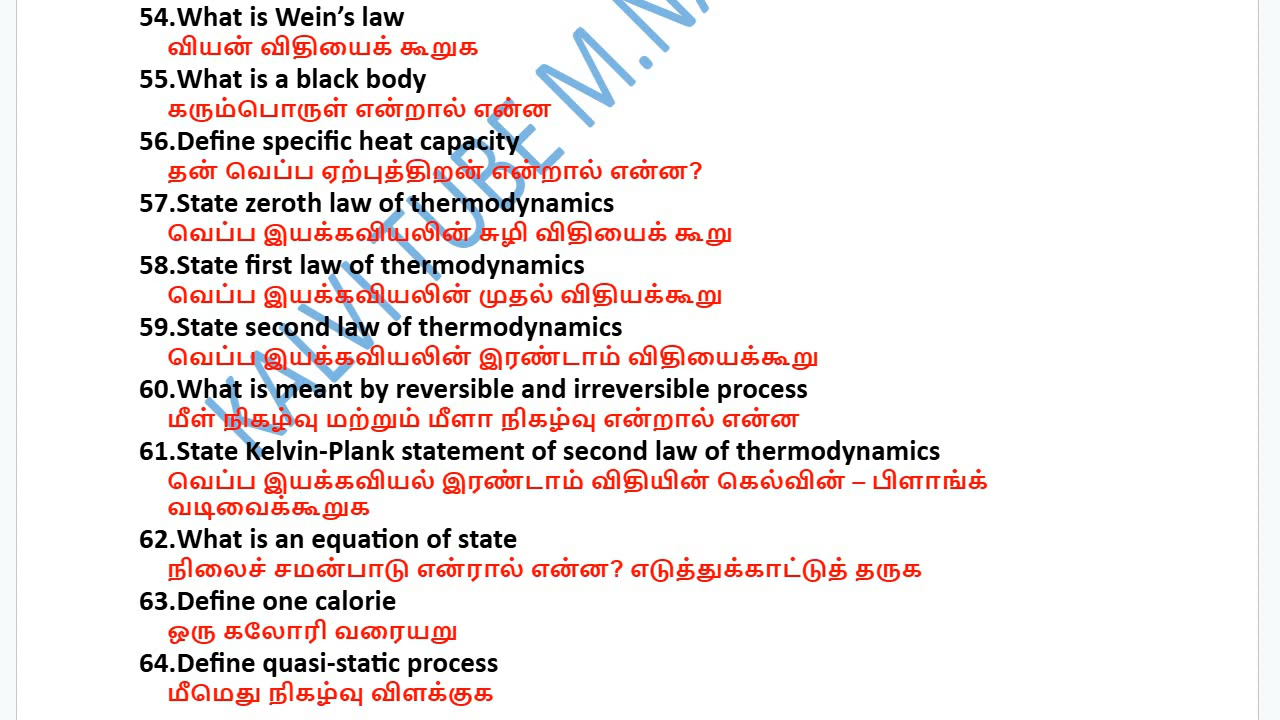 54.What is Wein’s law
வியன் விதியைக் கூறுக
55.What is a black body
கரும்பொருள் என்றால் என்ன
56.Define specific heat capacity
தன் வெப்ப ஏற்புத்திறன் என்றால் என்ன?
57.State zeroth law of thermodynamics
வெப்ப இயக்கவியலின் சுழி விதியைக் கூறு
58.State first law of thermodynamics
வெப்ப இயக்கவியலின் முதல் விதியக்கூறு
59.State second law of thermodynamics
வெப்ப இயக்கவியலின் இரண்டாம் விதியைக்கூறு
60.What is meant by reversible and irreversible process
மீள் நிகழ்வு மற்றும் மீளா நிகழ்வு என்றால் என்ன
61.State Kelvin-Plank statement of second law of thermodynamics
வெப்ப இயக்கவியல் இரண்டாம் விதியின் கெல்வின் – பிளாங்க்
வடிவைக்கூறுக
62.What is an equation of state
நிலைச் சமன்பாடு என்ரால் என்ன? எடுத்துக்காட்டுத் தருக
63.Define one calorie
ஒரு கலோரி வரையறு
64.Define quasi-static process
மீமெது நிகழ்வு விளக்குக
KALVI TUBE M.NA